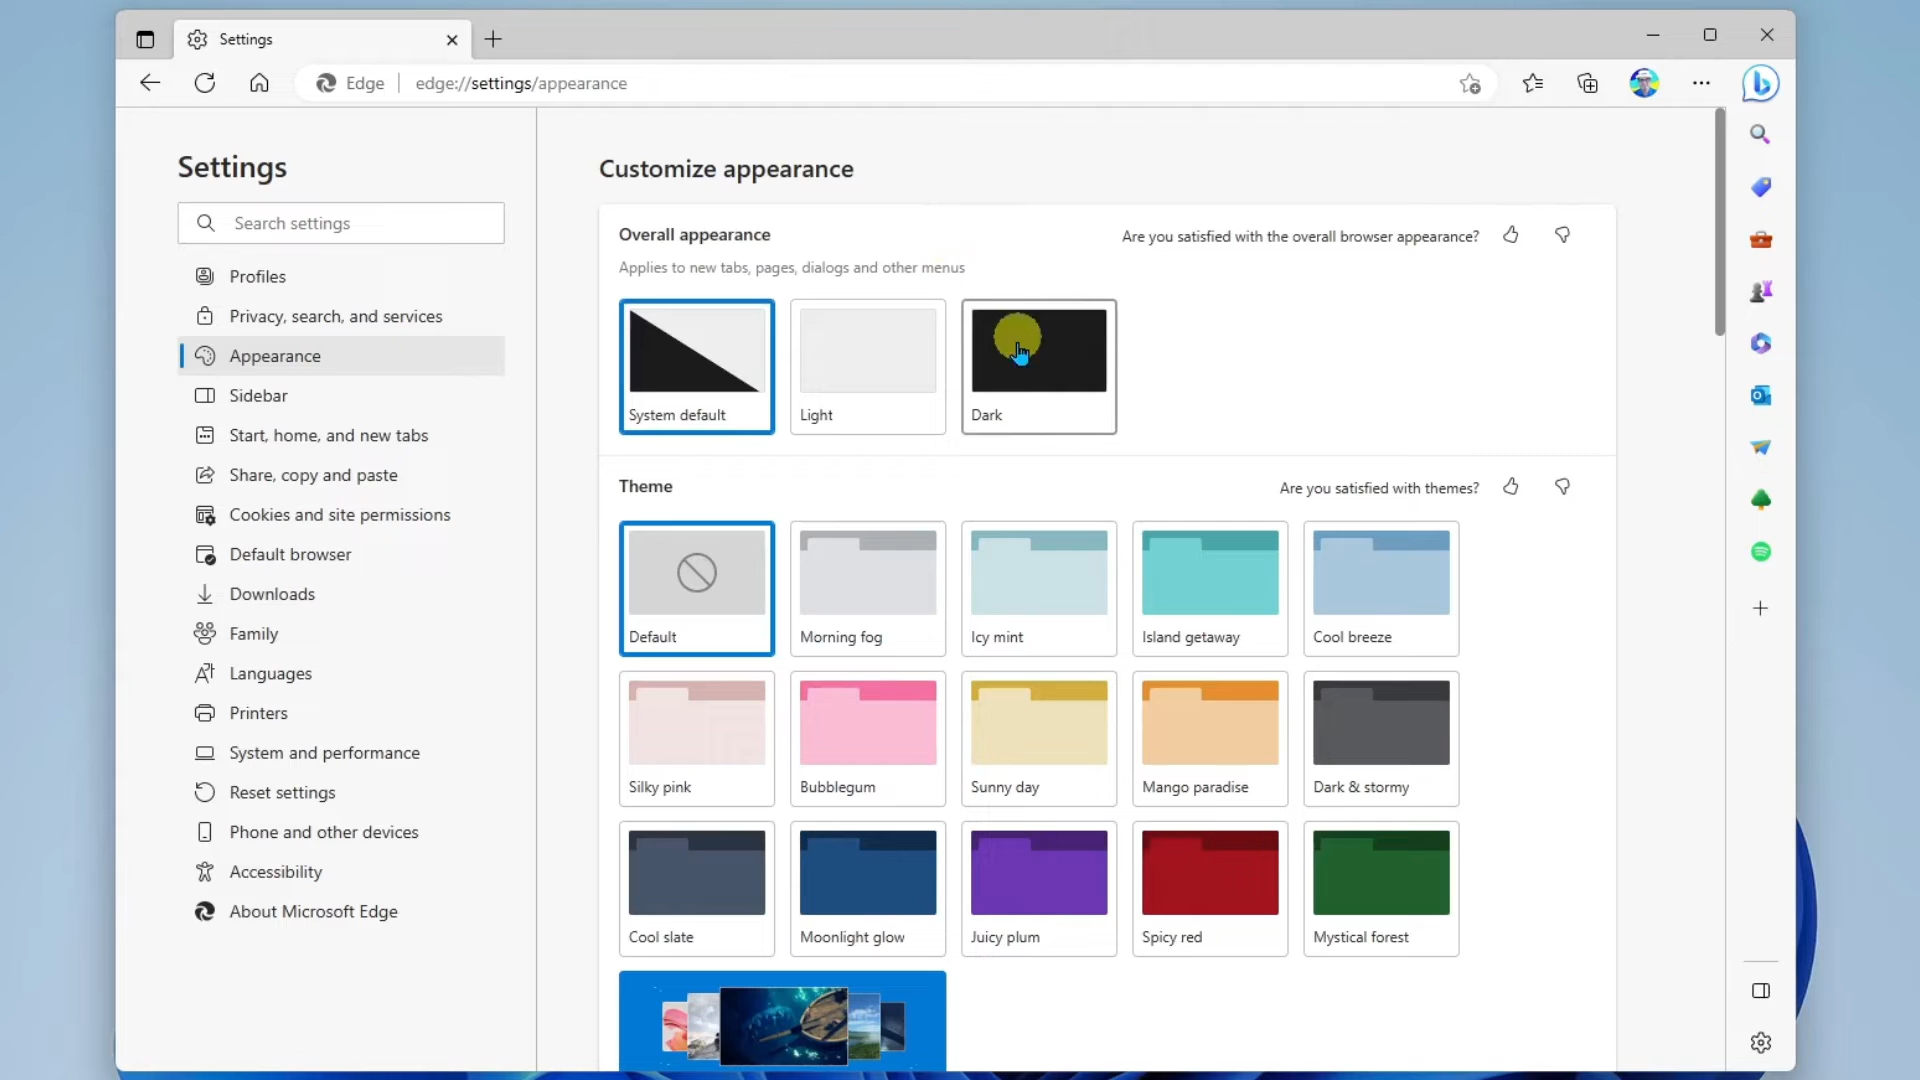 Settings
Edge
edge://settings/appearance
Settings
Search settings
Profiles
Privacy, search, and services
Appearance
Sidebar
Start, home, and new tabs
Share, copy and paste
Cookies and site permissions
Default browser
Downloads
Family
Languages
Printers
System and performance
Reset settings
Phone and other devices
Accessibility
About Microsoft Edge
Customize appearance
Overall appearance
Are you satisfied with the overall browser appearance?
Applies to new tabs, pages, dialogs and other menus
System default
Light
Dark
Theme
Are you satisfied with themes?
Default
Morning fog
Icy mint
Island getaway
Cool breeze
Silky pink
Bubblegum
Sunny day
Mango paradise
Dark & stormy
Cool slate
Moonlight glow
Juicy plum
Spicy red
Mystical forest